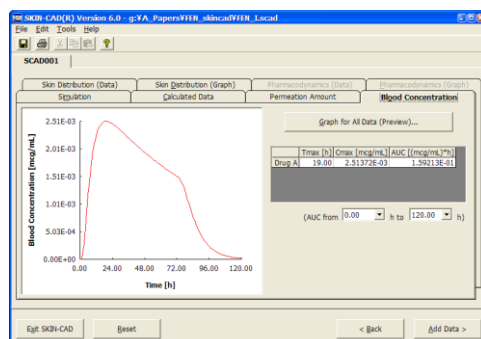 SKIN-CAD(R) Version 6.0 - g:¥A_Papers¥FEN_skincad¥FEN_1.scad
File Edit Tools Help
SCAD001
Skin Distribution (Data) Skin Distribution (Graph) Pharmacodynamics (Data) Pharmacodynamics (Graph)
Simulation Calculated Data Permeation Amount Blood Concentration
Graph for All Data (Preview)...
Tmax [h] Cmax [mcg/mL] AUC [(mcg/mL)*h]
Drug A 19.00 2.51372E-03 1.59213E-01
(AUC from 0.00 h to 120.00 h)
Blood Concentration [mcg/mL]
2.51E-03
2.01E-03
1.51E-03
1.01E-03
5.03E-04
0.00E+00
0.00 24.00 48.00 72.00 96.00 120.00
Time [h]
Exit SKIN-CAD Reset < Back Add Data >